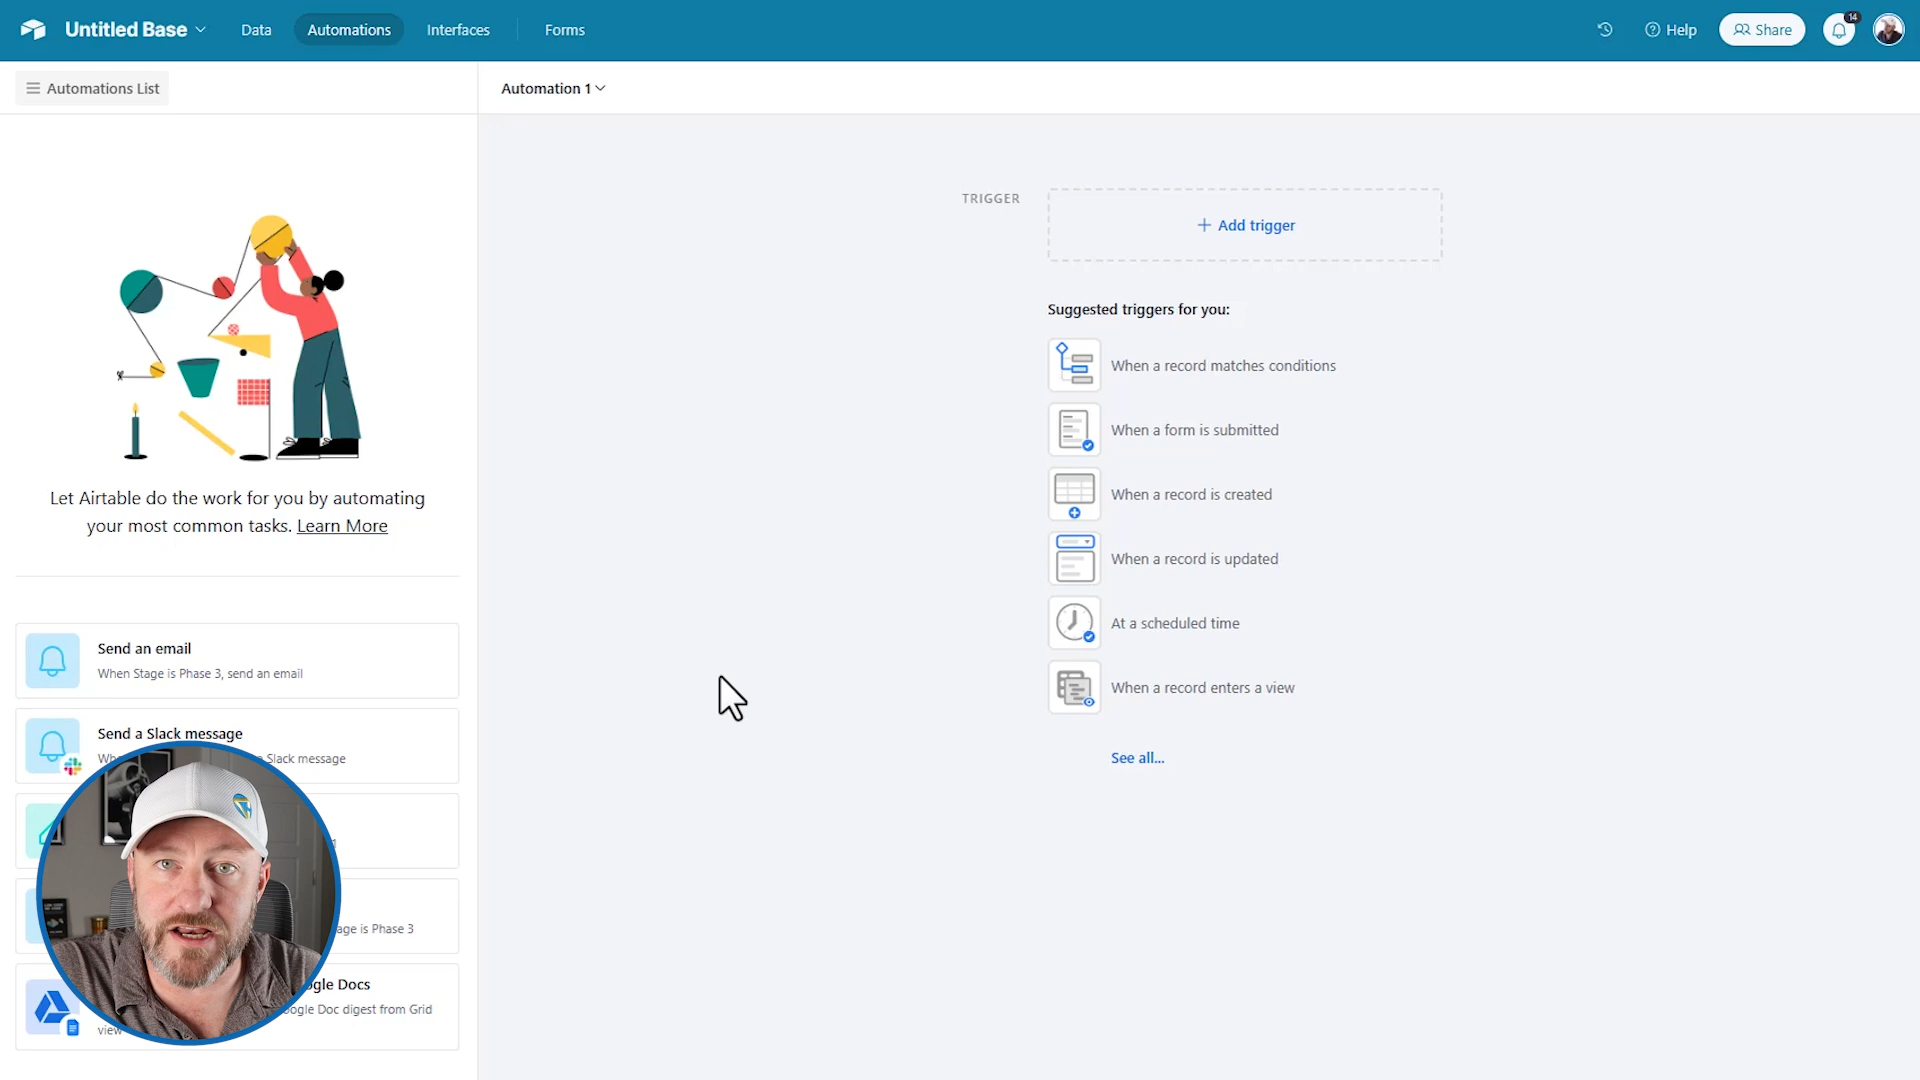 Untitled Base
Data
Automations
Interfaces
Forms
Help
Share
14
Automations List
Automation 1
TRIGGER
+ Add trigger
Suggested triggers for you:
When a record matches conditions
When a form is submitted
When a record is created
When a record is updated
At a scheduled time
When a record enters a view
See all...
Let Airtable do the work for you by automating
your most common tasks. Learn More
Send an email
When Stage is Phase 3, send an email
Send a Slack message
Slack message
is Phase 3
Docs
Doc digest from Grid
view